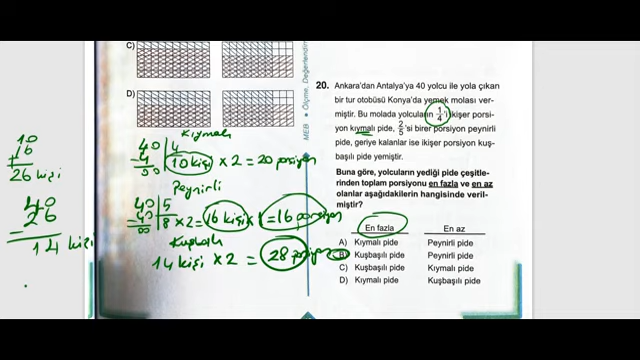 C)
D)
MEB • Ölçme, Değerlendirme
20. Ankara'dan Antalya'ya 40 yolcu ile yola çıkan
bir tur otobüsü Konya'da yemek molası ver-
miştir. Bu molada yolcuların 1/4'i ikişer porsi-
yon kıymalı pide, 2/5'si birer porsiyon peynirli
pide, geriye kalanlar ise ikişer porsiyon kuş-
başılı pide yemiştir.
Buna göre, yolcuların yediği pide çeşitle-
rinden toplam porsiyonu en fazla ve en az
olanlar aşağıdakilerin hangisinde veril-
miştir?
En fazla En az
A) Kıymalı pide Peynirli pide
B) Kuşbaşılı pide Peynirli pide
C) Kuşbaşılı pide Kıymalı pide
D) Kıymalı pide Kuşbaşılı pide
Kıymalı
40 4
- 4 10 kişi × 2 = 20 porsiyon
00
Peynirli
40 5
- 40 8 × 2 = 16 kişi × 1 = 16 porsiyon
00
14 kişi × 2 = 28 porsiyon
10
+ 16
26 kişi
40
26
14 kişi